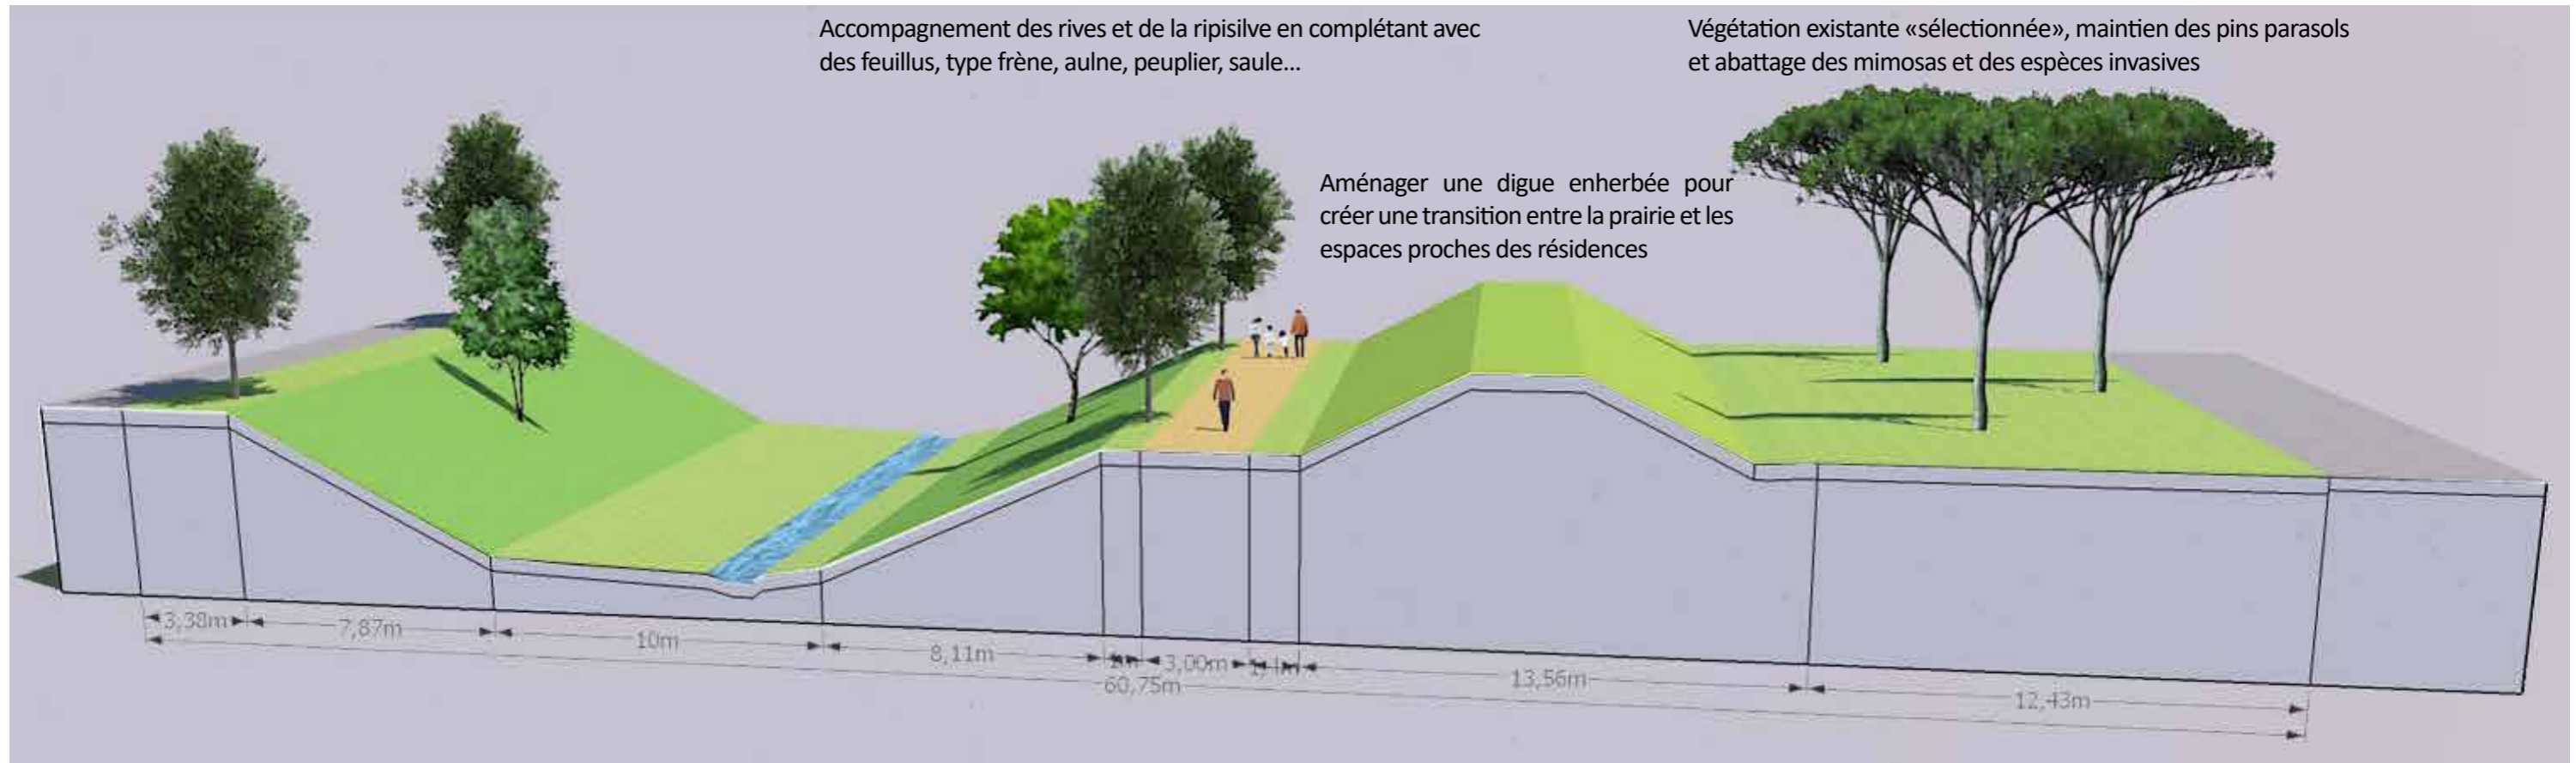 Accompagnement des rives et de la ripisilve en complétant avec
des feuillus, type frène, aulne, peuplier, saule...
Végétation existante «sélectionnée», maintien des pins parasols
et abattage des mimosas et des espèces invasives
Aménager une digue enherbée pour
créer une transition entre la prairie et les
espaces proches des résidences
3,38m
7,87m
10m
8,11m
3,00m
13,56m
12,43m
60,75m